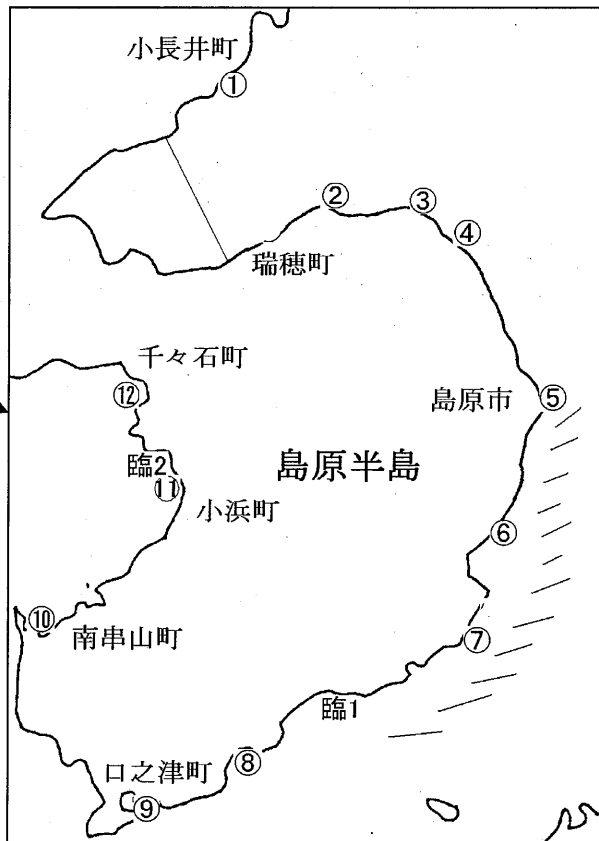 小長井町
①
②
③
④
瑞穂町
千々石町
⑫
島原市
⑤
臨2
⑪
島原半島
小浜町
⑥
⑩
南串山町
⑦
臨1
⑧
口之津町
⑨